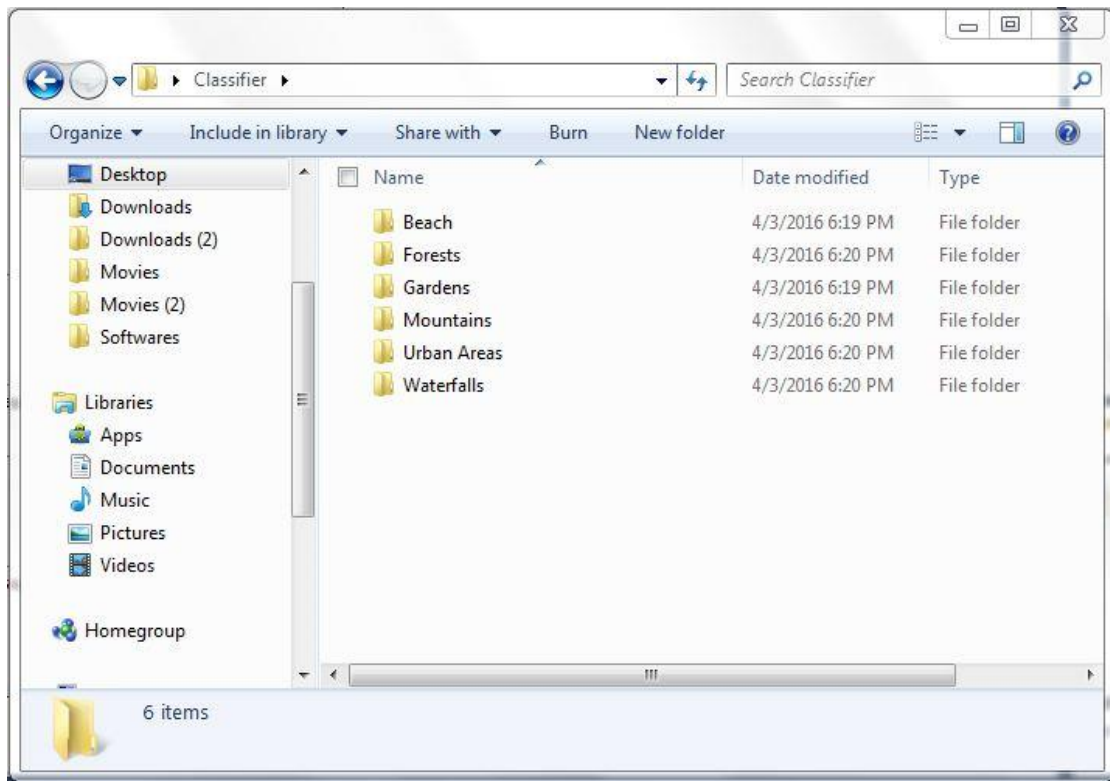 Classifier
Search Classifier
Organize Include in library Share with Burn New folder
Desktop
Downloads
Downloads (2)
Movies
Movies (2)
Softwares
Libraries
Apps
Documents
Music
Pictures
Videos
Homegroup
Name Date modified Type
Beach 4/3/2016 6:19 PM File folder
Forests 4/3/2016 6:20 PM File folder
Gardens 4/3/2016 6:19 PM File folder
Mountains 4/3/2016 6:20 PM File folder
Urban Areas 4/3/2016 6:20 PM File folder
Waterfalls 4/3/2016 6:20 PM File folder
6 items